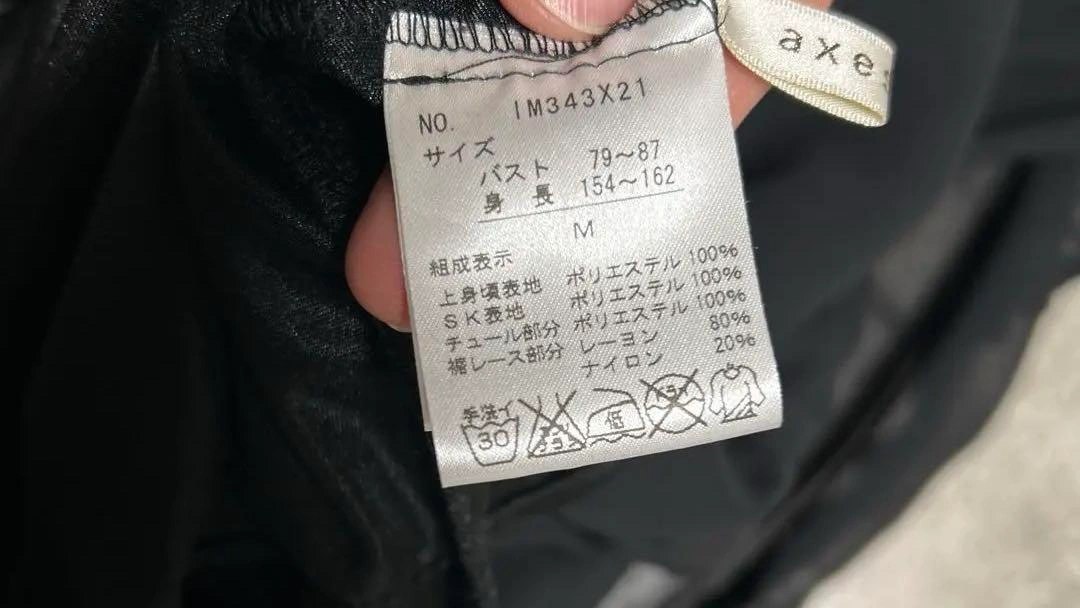 axes
NO. IM343X21
サイズ
バスト 79～87
身長 154～162
M
組成表示
上身頃表地 ポリエステル 100%
SK表地 ポリエステル 100%
チュール部分 ポリエステル 100%
裾レース部分 レーヨン 80%
ナイロン 20%
手洗イ
30
低